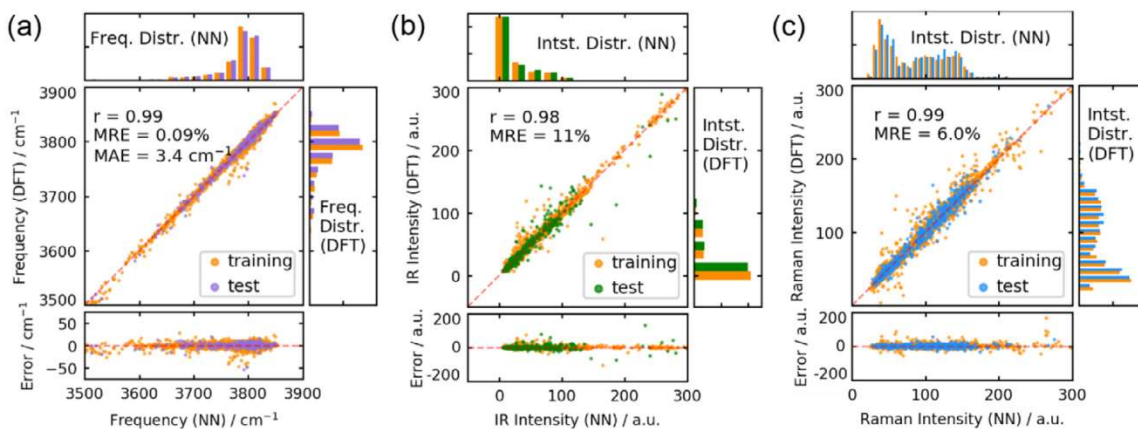 (a)
Freq. Distr. (NN)
3900
3800
3700
3600
3500
Frequency (DFT) / cm⁻¹
r = 0.99
MRE = 0.09%
MAE = 3.4 cm⁻¹
training
test
Freq.
Distr.
(DFT)
50
0
−50
Error / cm⁻¹
3500 3600 3700 3800 3900
Frequency (NN) / cm⁻¹
(b)
Intst. Distr. (NN)
300
200
100
0
IR Intensity (DFT) / a.u.
r = 0.98
MRE = 11%
training
test
Intst.
Distr.
(DFT)
200
0
-200
Error / a.u.
0 100 200 300
IR Intensity (NN) / a.u.
(c)
Intst. Distr. (NN)
300
200
100
Raman Intensity (DFT) / a.u.
r = 0.99
MRE = 6.0%
training
test
Intst.
Distr.
(DFT)
200
0
-200
Error / a.u.
0 100 200 300
Raman Intensity (NN) / a.u.